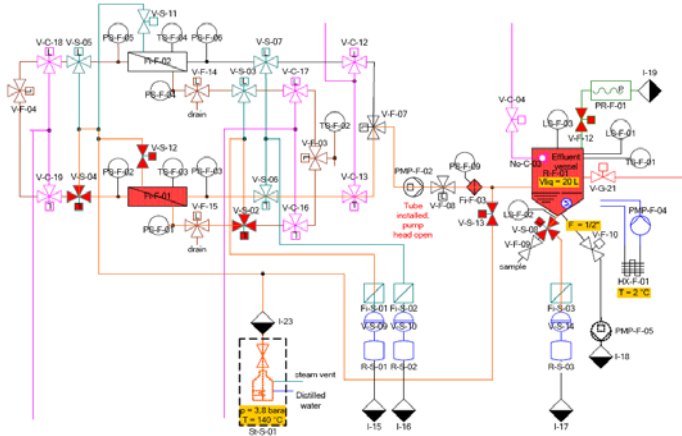 V-S-11
PS-F-05
TS-F-04
PS-F-06
V-C-18
V-S-05
V-S-07
V-C-12
Fi-F-02
V-S-03
V-C-17
V-F-14
PS-F-04
V-F-04
drain
V-F-07
TS-F-02
V-F-03
V-S-12
PS-F-02
TS-F-03
PS-F-03
V-C-19
V-S-04
Fi-F-01
V-S-06
V-C-13
V-F-15
V-S-02
V-C-16
PS-F-01
drain
PMP-F-02
PS-F-09
V-F-08
Fi-F-03
Tube
installed,
pump
head open
V-S-13
I-19
PR-F-01
V-C-04
LS-F-03
V-F-12
LS-F-01
No-C-02
Effluent
vessel
R-F-01
Vliq = 20 L
TS-F-01
V-G-21
LS-F-02
V-S-08
V-F-09
sample
F = 1/2"
V-F-10
PMP-F-04
HX-F-01
T = 2 °C
PMP-F-05
I-18
I-23
steam vent
Distilled
water
p = 3,8 bara
T = 140 °C
St-S-01
Fi-S-01
Fi-S-02
V-S-09
V-S-10
R-S-01
R-S-02
I-15
I-16
Fi-S-03
V-S-14
R-S-03
I-17